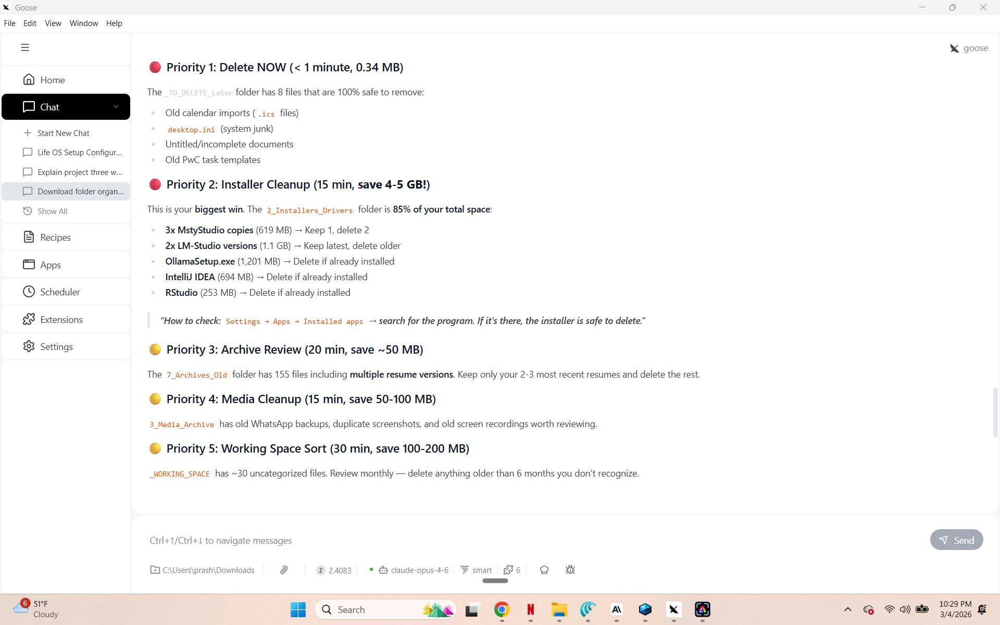 Goose
File Edit View Window Help
goose
Home
Chat
Start New Chat
Life OS Setup Configur...
Explain project three w...
Download folder organ...
Show All
Recipes
Apps
Scheduler
Extensions
Settings
Priority 1: Delete NOW (< 1 minute, 0.34 MB)
The _TO_DELETE_Later folder has 8 files that are 100% safe to remove:
Old calendar imports ( .ics files)
desktop.ini (system junk)
Untitled/incomplete documents
Old PwC task templates
Priority 2: Installer Cleanup (15 min, save 4-5 GB!)
This is your biggest win. The 2_Installers_Drivers folder is 85% of your total space:
3x MstyStudio copies (619 MB) → Keep 1, delete 2
2x LM-Studio versions (1.1 GB) → Keep latest, delete older
OllamaSetup.exe (1,201 MB) → Delete if already installed
IntelliJ IDEA (694 MB) → Delete if already installed
RStudio (253 MB) → Delete if already installed
“How to check: Settings → Apps → Installed apps → search for the program. If it's there, the installer is safe to delete.”
Priority 3: Archive Review (20 min, save ~50 MB)
The 7_Archives_Old folder has 155 files including multiple resume versions. Keep only your 2-3 most recent resumes and delete the rest.
Priority 4: Media Cleanup (15 min, save 50-100 MB)
3_Media_Archive has old WhatsApp backups, duplicate screenshots, and old screen recordings worth reviewing.
Priority 5: Working Space Sort (30 min, save 100-200 MB)
_WORKING_SPACE has ~30 uncategorized files. Review monthly — delete anything older than 6 months you don't recognize.
Ctrl+↑/Ctrl+↓ to navigate messages
Send
C:\Users\prash\Downloads 2.4083 claude-opus-4-6 smart 6
6
51°F
Cloudy
Search
N
AI
10:29 PM
3/4/2026